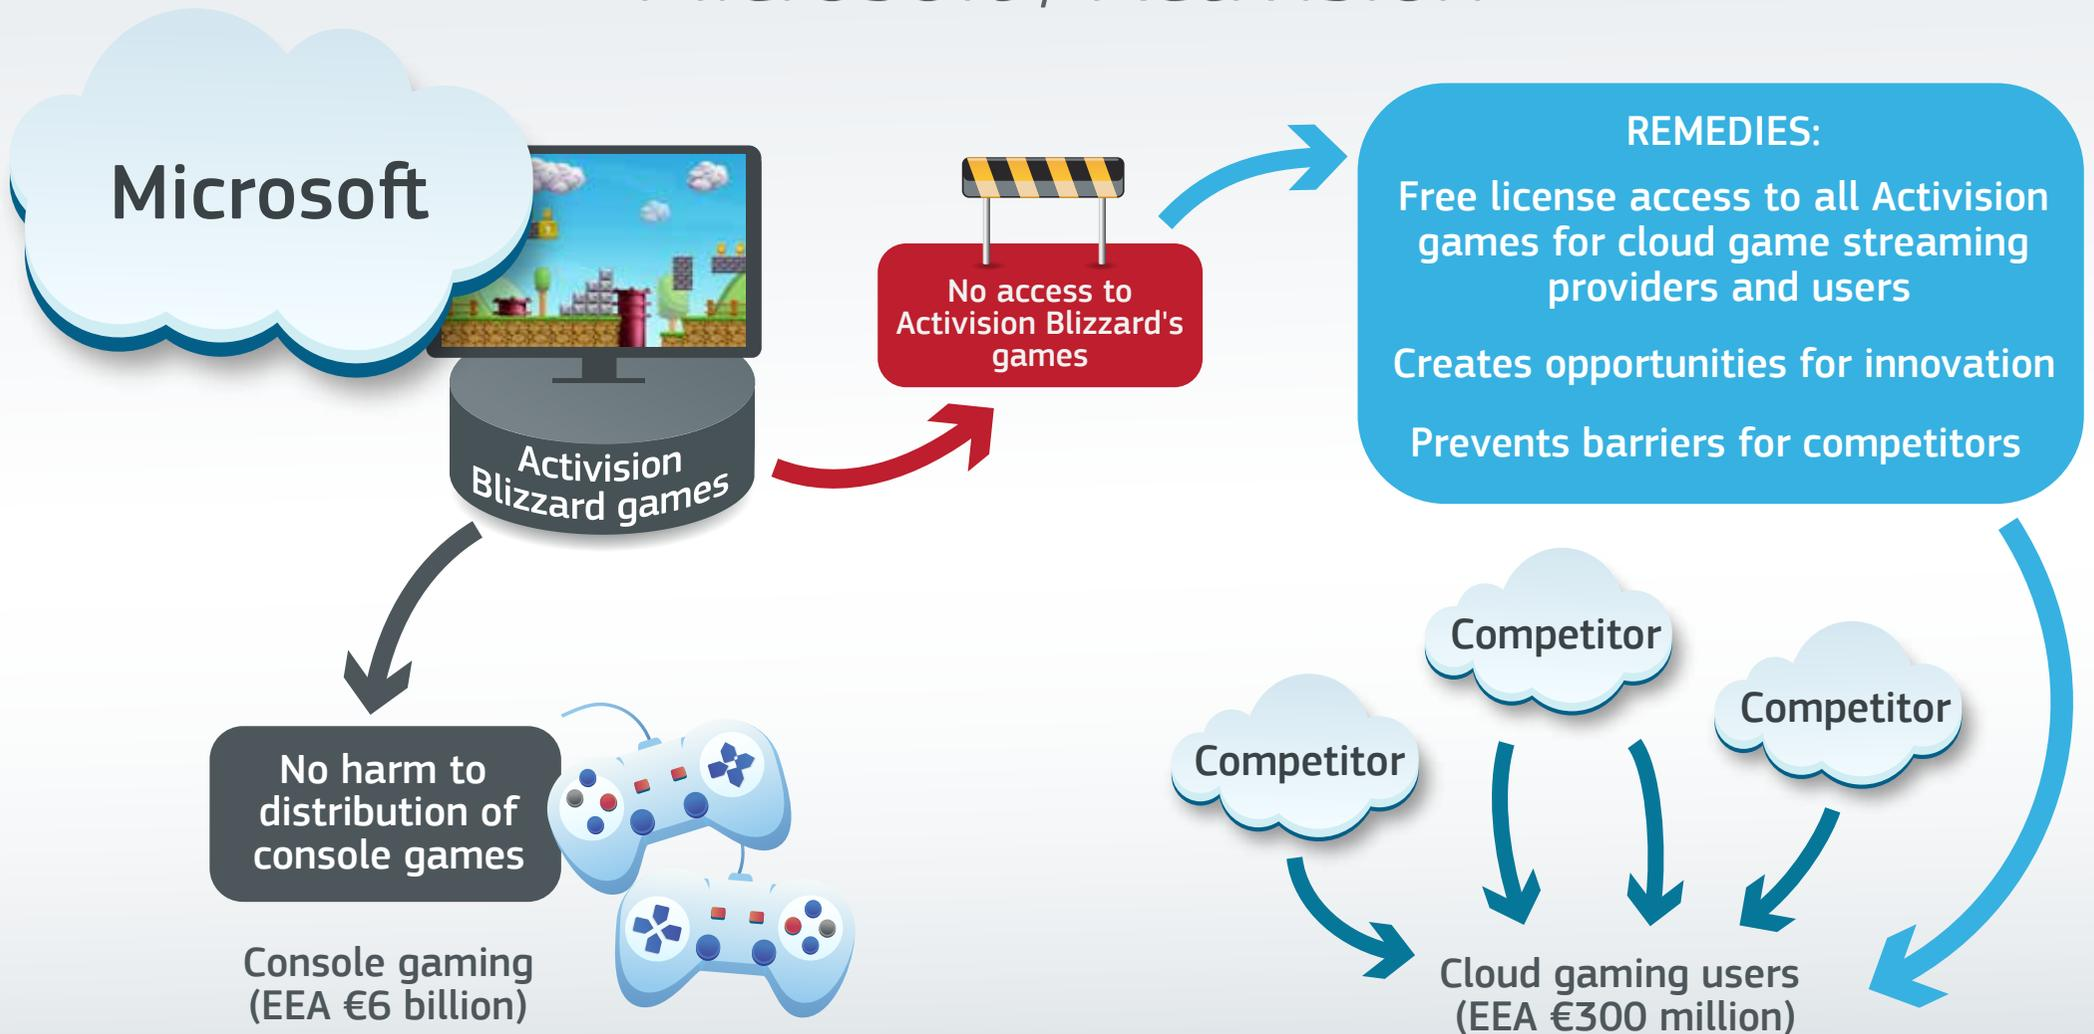 Microsoft
Activision
Blizzard games
No access to
Activision Blizzard's
games
REMEDIES:
Free license access to all Activision
games for cloud game streaming
providers and users
Creates opportunities for innovation
Prevents barriers for competitors
No harm to
distribution of
console games
Console gaming
(EEA €6 billion)
Competitor
Competitor
Competitor
Cloud gaming users
(EEA €300 million)